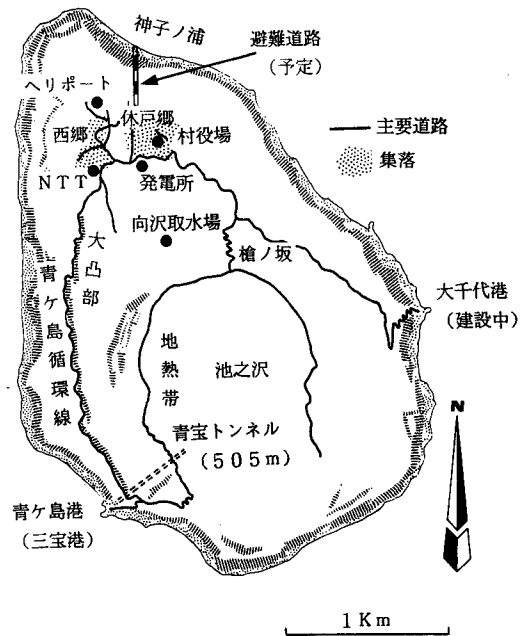 神子ノ浦
避難道路
(予定)
ヘリポート
休戸郷
西郷
村役場
主要道路
集落
NTT
発電所
向沢取水場
大凸部
槍ノ坂
青ケ島循環線
大千代港
(建設中)
地熱帯
池之沢
青宝トンネル
(505m)
N
青ケ島港
(三宝港)
1Km